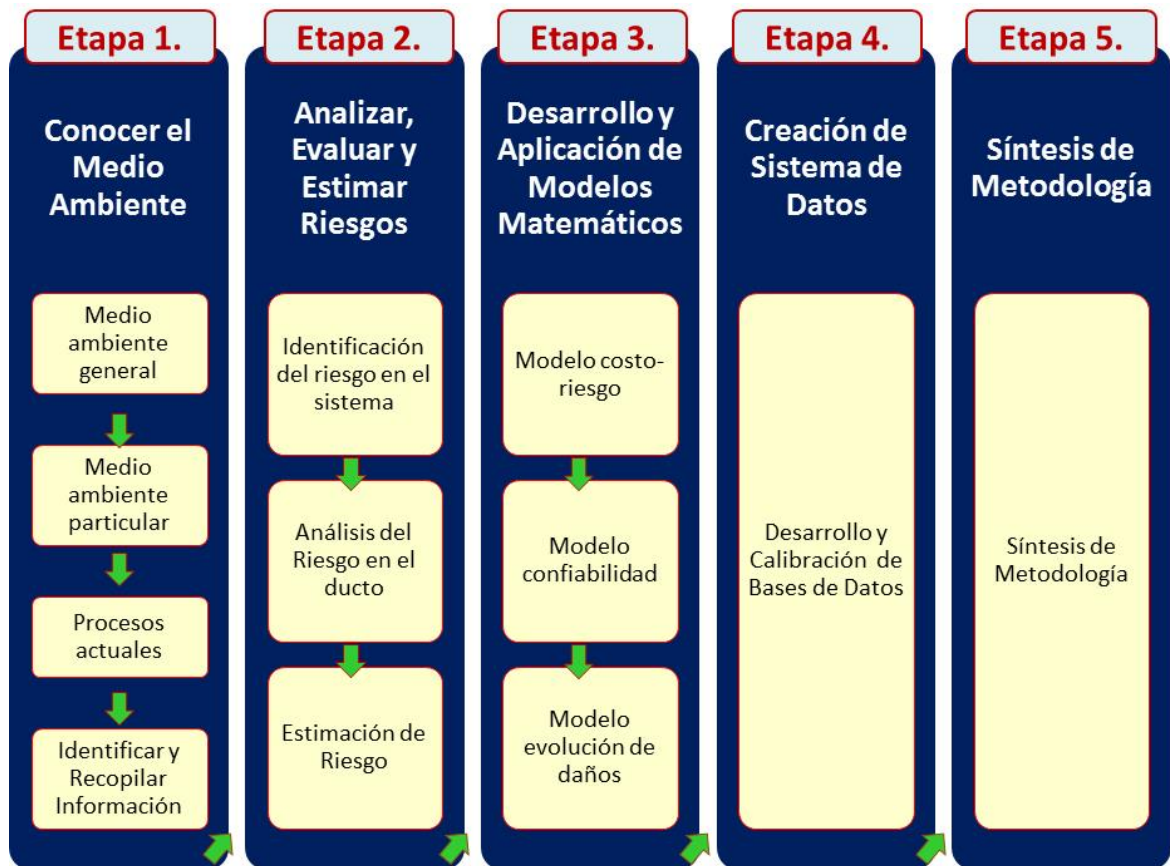 Etapa 1.
Conocer el
Medio
Ambiente
Medio
ambiente
general
Medio
ambiente
particular
Procesos
actuales
Identificar y
Recopilar
Información
Etapa 2.
Analizar,
Evaluar y
Estimar
Riesgos
Identificación
del riesgo en el
sistema
Análisis del
Riesgo en el
ducto
Estimación de
Riesgo
Etapa 3.
Desarrollo y
Aplicación de
Modelos
Matemáticos
Modelo costo-
riesgo
Modelo
confiabilidad
Modelo
evolución de
daños
Etapa 4.
Creación de
Sistema de
Datos
Desarrollo y
Calibración de
Bases de Datos
Etapa 5.
Síntesis de
Metodología
Síntesis de
Metodología